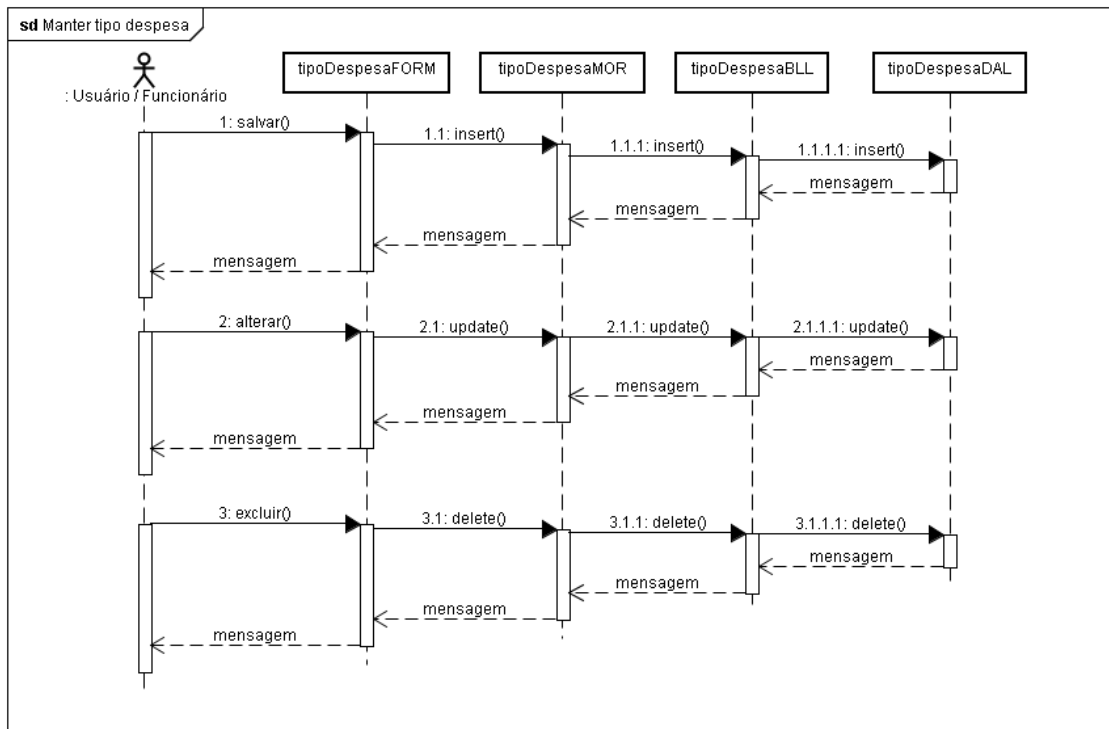 sd Manter tipo despesa
: Usuário / Funcionário
tipoDespesaFORM
tipoDespesaMOR
tipoDespesaBLL
tipoDespesaDAL
1: salvar()
1.1: insert()
1.1.1: insert()
1.1.1.1: insert()
mensagem
mensagem
mensagem
mensagem
2: alterar()
2.1: update()
2.1.1: update()
2.1.1.1: update()
mensagem
mensagem
mensagem
mensagem
3: excluir()
3.1: delete()
3.1.1: delete()
3.1.1.1: delete()
mensagem
mensagem
mensagem
mensagem